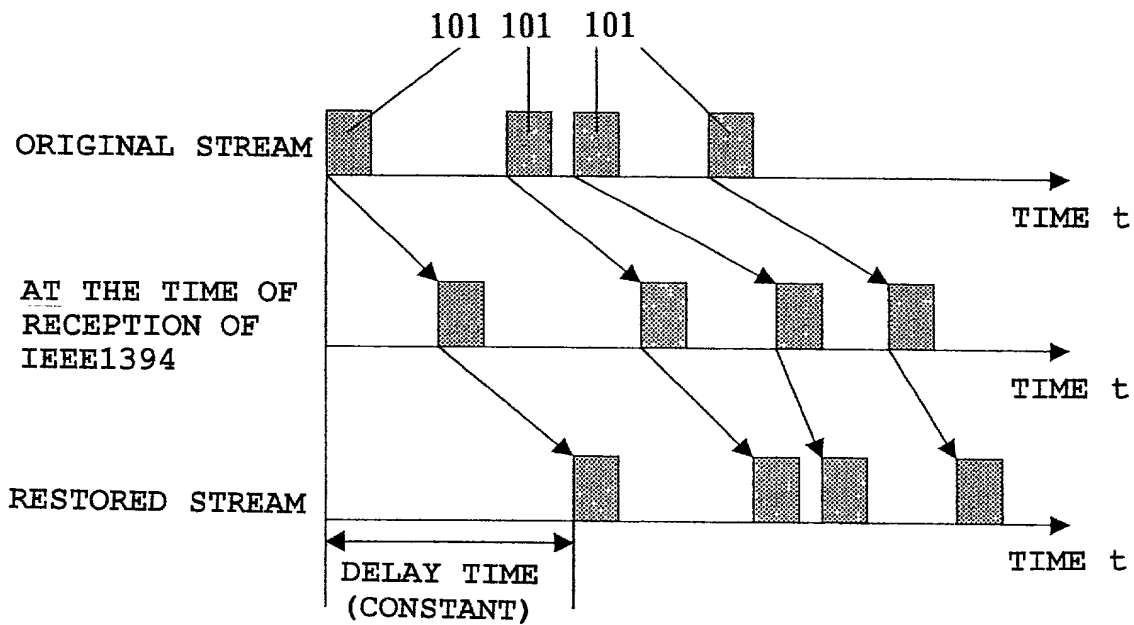 101 101 101
ORIGINAL STREAM
TIME t
AT THE TIME OF
RECEPTION OF
IEEE1394
TIME t
RESTORED STREAM
TIME t
DELAY TIME
(CONSTANT)